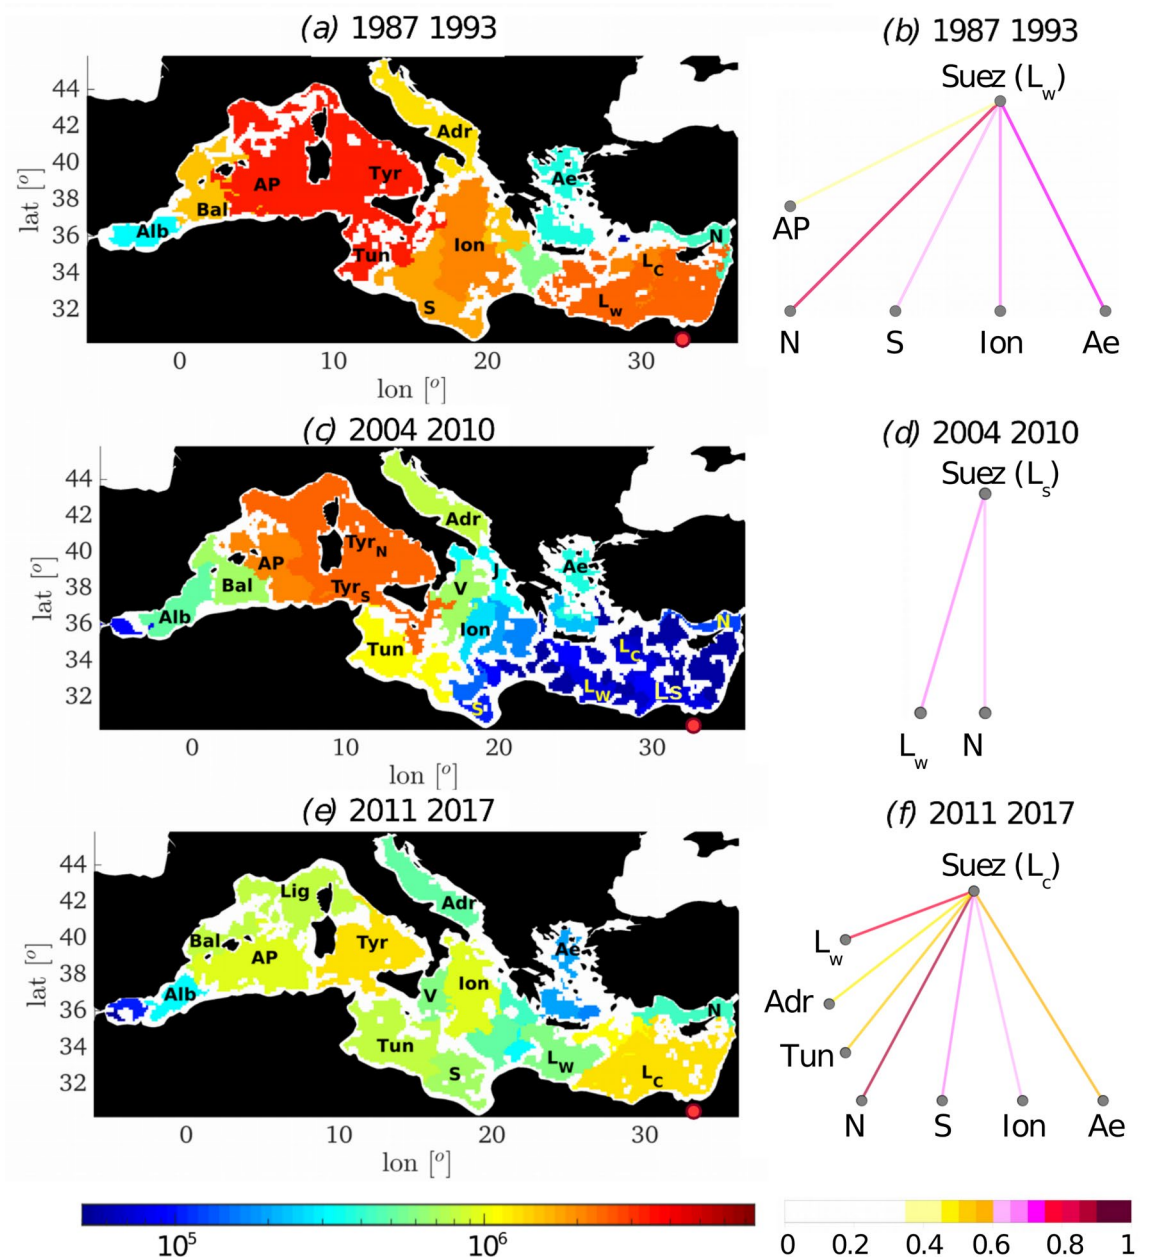 (a) 1987 1993
44
42
40
38
36
34
32
lat [o]
Adr
Ae
Tyr
AP
Bal
Alb
Tun
Ion
S
N
LC
Lw
0 10 20 30
lon [o]
(b) 1987 1993
Suez (Lw)
AP
N S Ion Ae
(c) 2004 2010
44
42
40
38
36
34
32
lat [o]
Adr
TyrN
AP
Bal
TyrS
Alb
J
V
Ae
Ion
Tun
N
LC
LW
LS
S
0 10 20 30
lon [o]
(d) 2004 2010
Suez (Ls)
Lw N
(e) 2011 2017
44
42
40
38
36
34
32
lat [o]
Lig
Adr
Bal
AP
Tyr
Ae
Alb
V
Ion
N
Tun
S
LW
LC
0 10 20 30
lon [o]
(f) 2011 2017
Suez (Lc)
Lw
Adr
Tun
N S Ion Ae
105 106
0 0.2 0.4 0.6 0.8 1